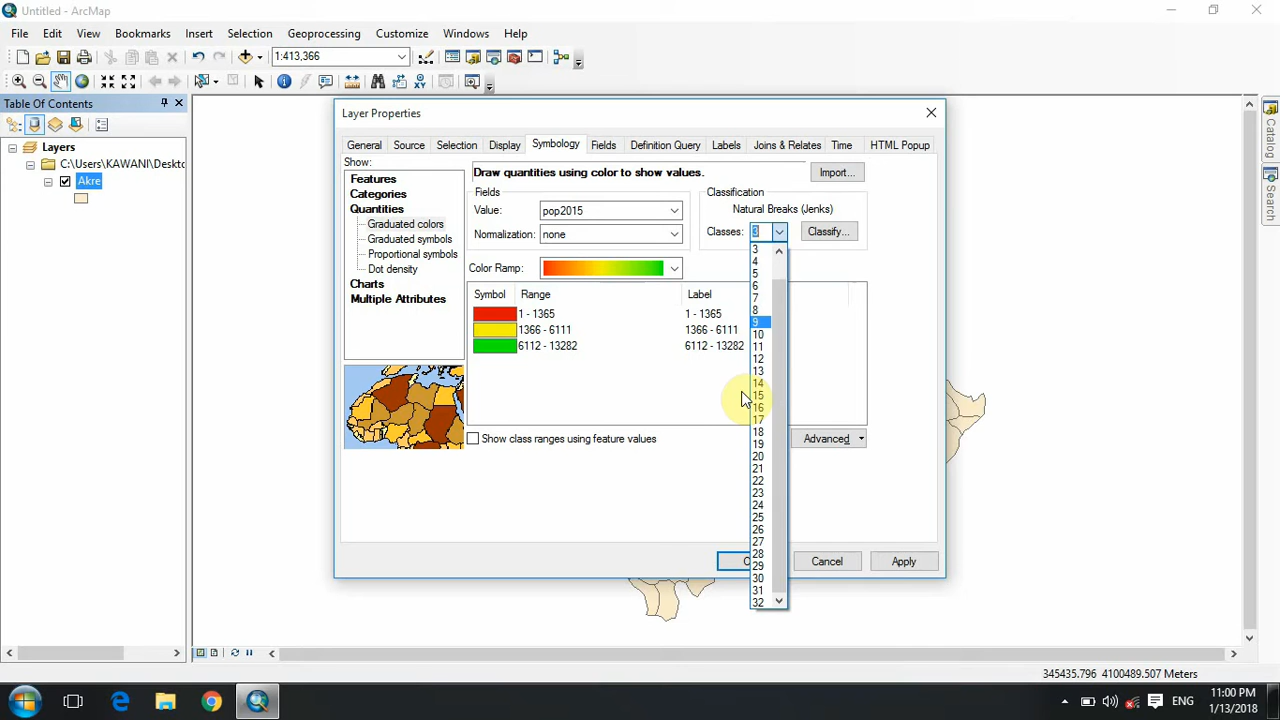 Untitled - ArcMap
File Edit View Bookmarks Insert Selection Geoprocessing Customize Windows Help
1:413,366
Table Of Contents
Layers
C:\Users\KAWANI\Deskto
Akre
Layer Properties
General Source Selection Display Symbology Fields Definition Query Labels Joins & Relates Time HTML Popup
Show:
Features
Categories
Quantities
Graduated colors
Graduated symbols
Proportional symbols
Dot density
Charts
Multiple Attributes
Draw quantities using color to show values.
Import...
Fields
Value: pop2015
Normalization: none
Classification
Natural Breaks (Jenks)
Classes: 3
Classify...
Color Ramp:
Symbol Range Label
1 - 1365 1 - 1365
1366 - 6111 1366 - 6111
6112 - 13282 6112 - 13282
3
4
5
6
7
8
9
10
11
12
13
14
15
16
17
18
19
20
21
22
23
24
25
26
27
28
29
30
31
32
Show class ranges using feature values
Advanced
Cancel Apply
Catalog
Search
345435.796 4100489.507 Meters
ENG
11:00 PM
1/13/2018